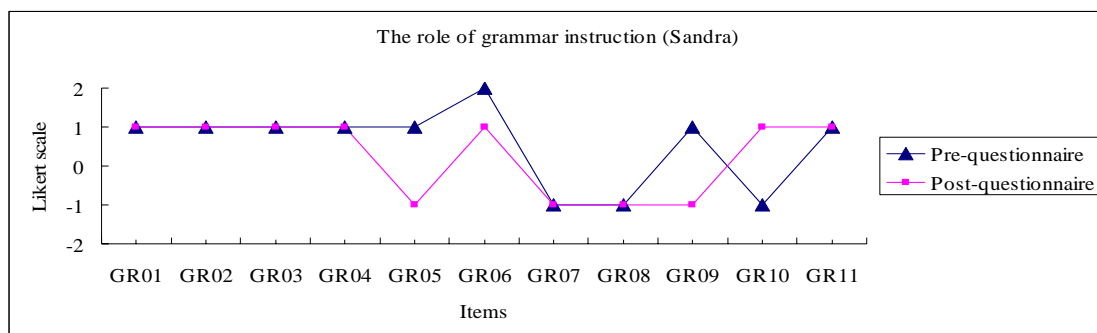 The role of grammar instruction (Sandra)
2
1
0
-1
-2
Likert scale
GR01 GR02 GR03 GR04 GR05 GR06 GR07 GR08 GR09 GR10 GR11
Items
Pre-questionnaire
Post-questionnaire